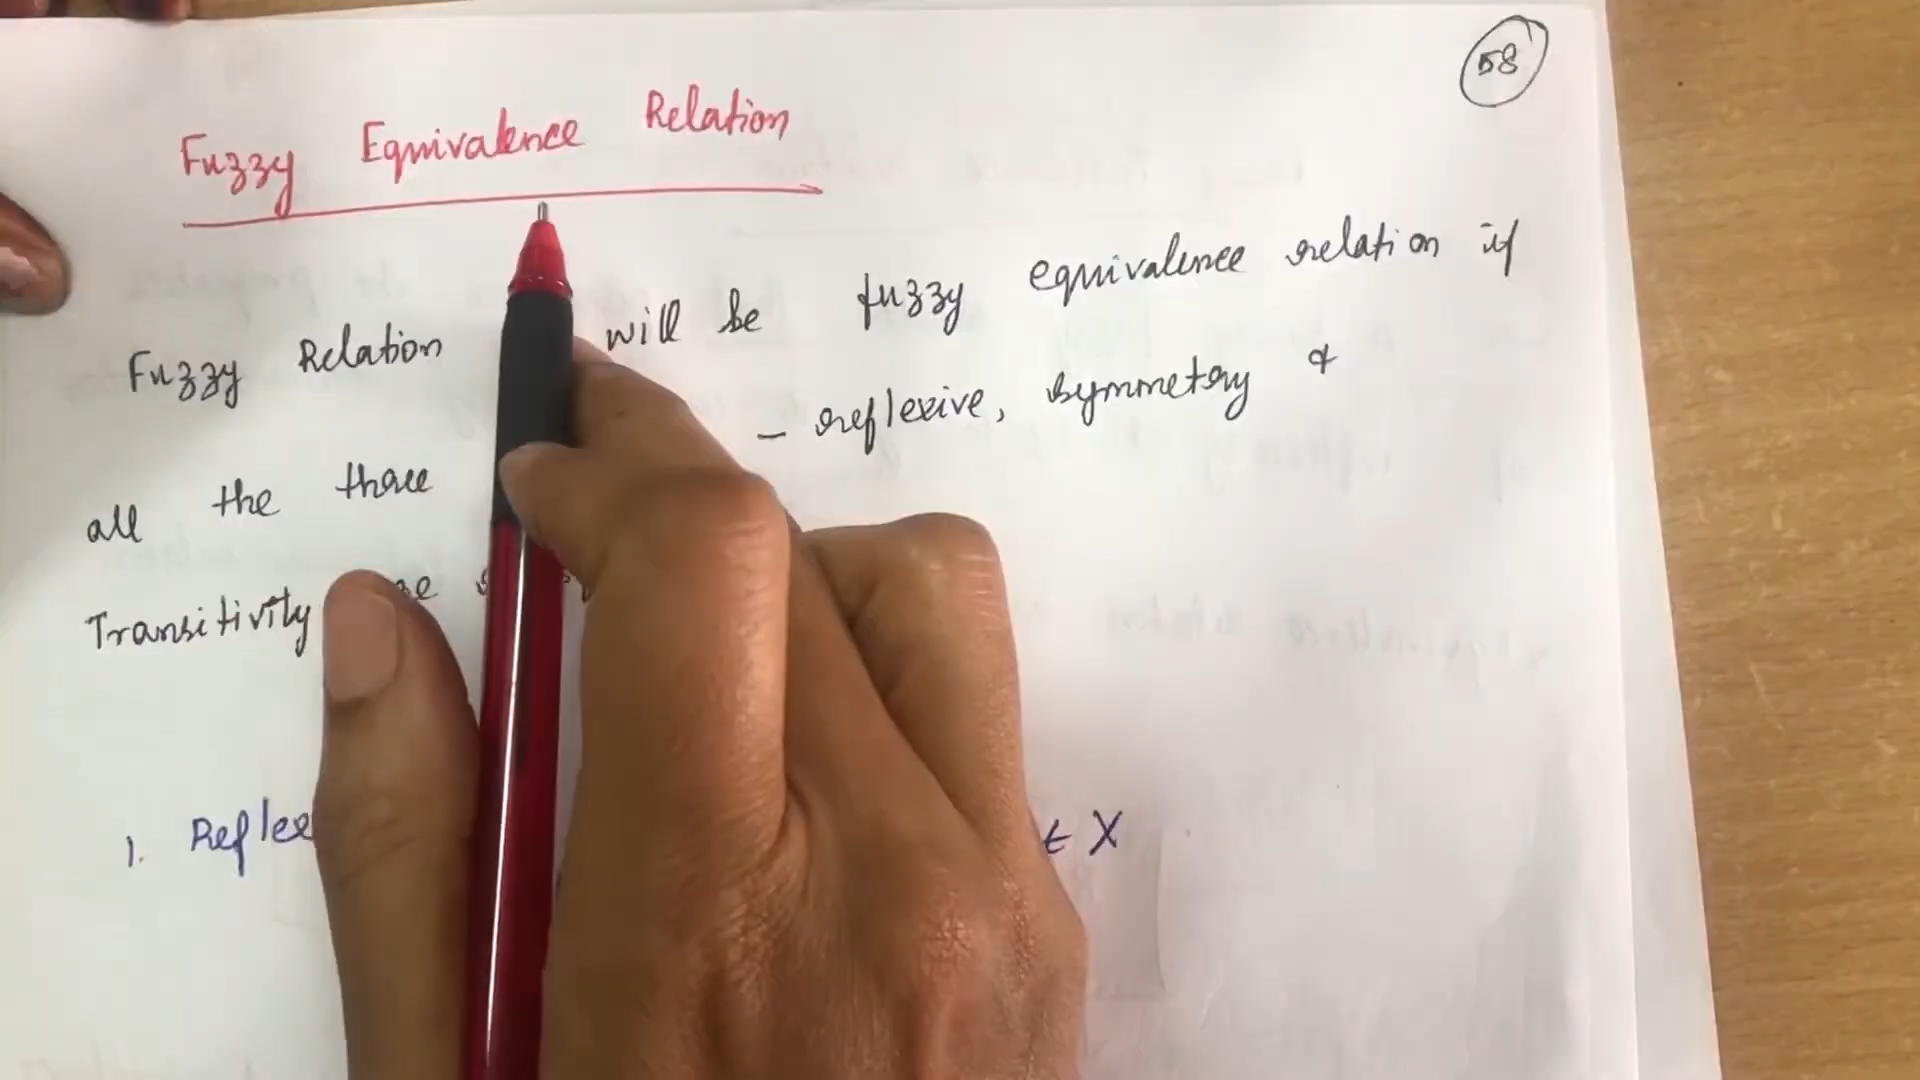 58
Fuzzy Equivalence Relation
Fuzzy Relation will be fuzzy equivalence relation if
all the three - reflexive, symmetry &
Transitivity
1. Reflex ∈ X